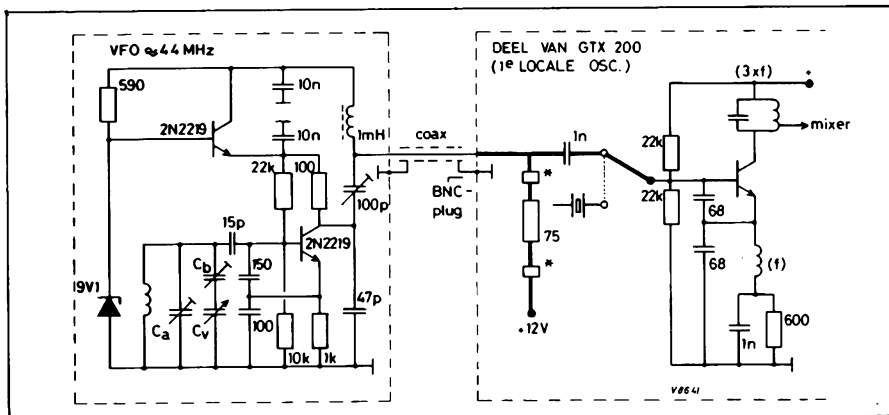 VFO ≈ 44 MHz
590
2N2219
10n
10n
1mH
22k
100
15p
2N2219
100p
coax
BNC-
plug
9V1
Ca
Cb
Cv
150
100
10k
1k
47p
DEEL VAN GTX 200
(1e LOCALE OSC.)
1n
*
75
*
+12V
22k
22k
(3xf)
+
mixer
68
68
(f)
1n
600
V8641